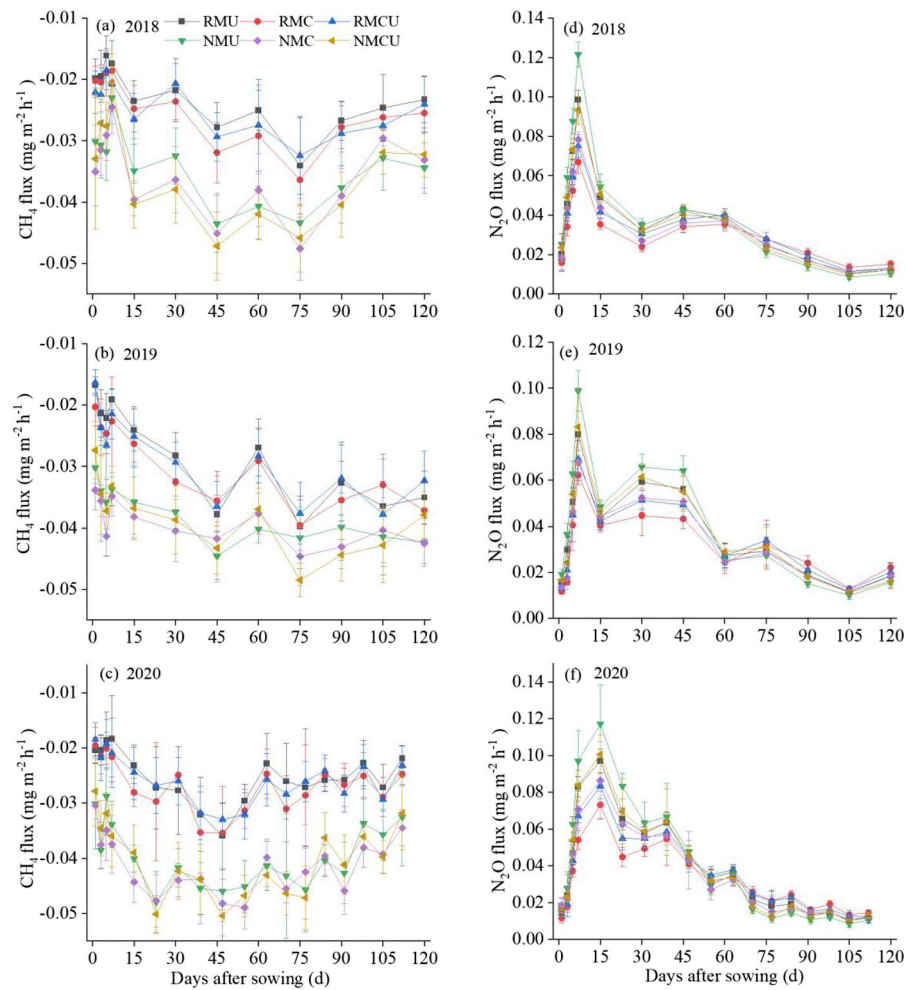 (a) 2018
RMU RMC RMCU
NMU NMC NMCU
CH₄ flux (mg m⁻² h⁻¹)
-0.01
-0.02
-0.03
-0.04
-0.05
0 15 30 45 60 75 90 105 120
(d) 2018
N₂O flux (mg m⁻² h⁻¹)
0.14
0.12
0.10
0.08
0.06
0.04
0.02
0.00
0 15 30 45 60 75 90 105 120
(b) 2019
CH₄ flux (mg m⁻² h⁻¹)
-0.01
-0.02
-0.03
-0.04
-0.05
0 15 30 45 60 75 90 105 120
(e) 2019
N₂O flux (mg m⁻² h⁻¹)
0.12
0.10
0.08
0.06
0.04
0.02
0.00
0 15 30 45 60 75 90 105 120
(c) 2020
CH₄ flux (mg m⁻² h⁻¹)
-0.01
-0.02
-0.03
-0.04
-0.05
0 15 30 45 60 75 90 105 120
Days after sowing (d)
(f) 2020
N₂O flux (mg m⁻² h⁻¹)
0.14
0.12
0.10
0.08
0.06
0.04
0.02
0.00
0 15 30 45 60 75 90 105 120
Days after sowing (d)